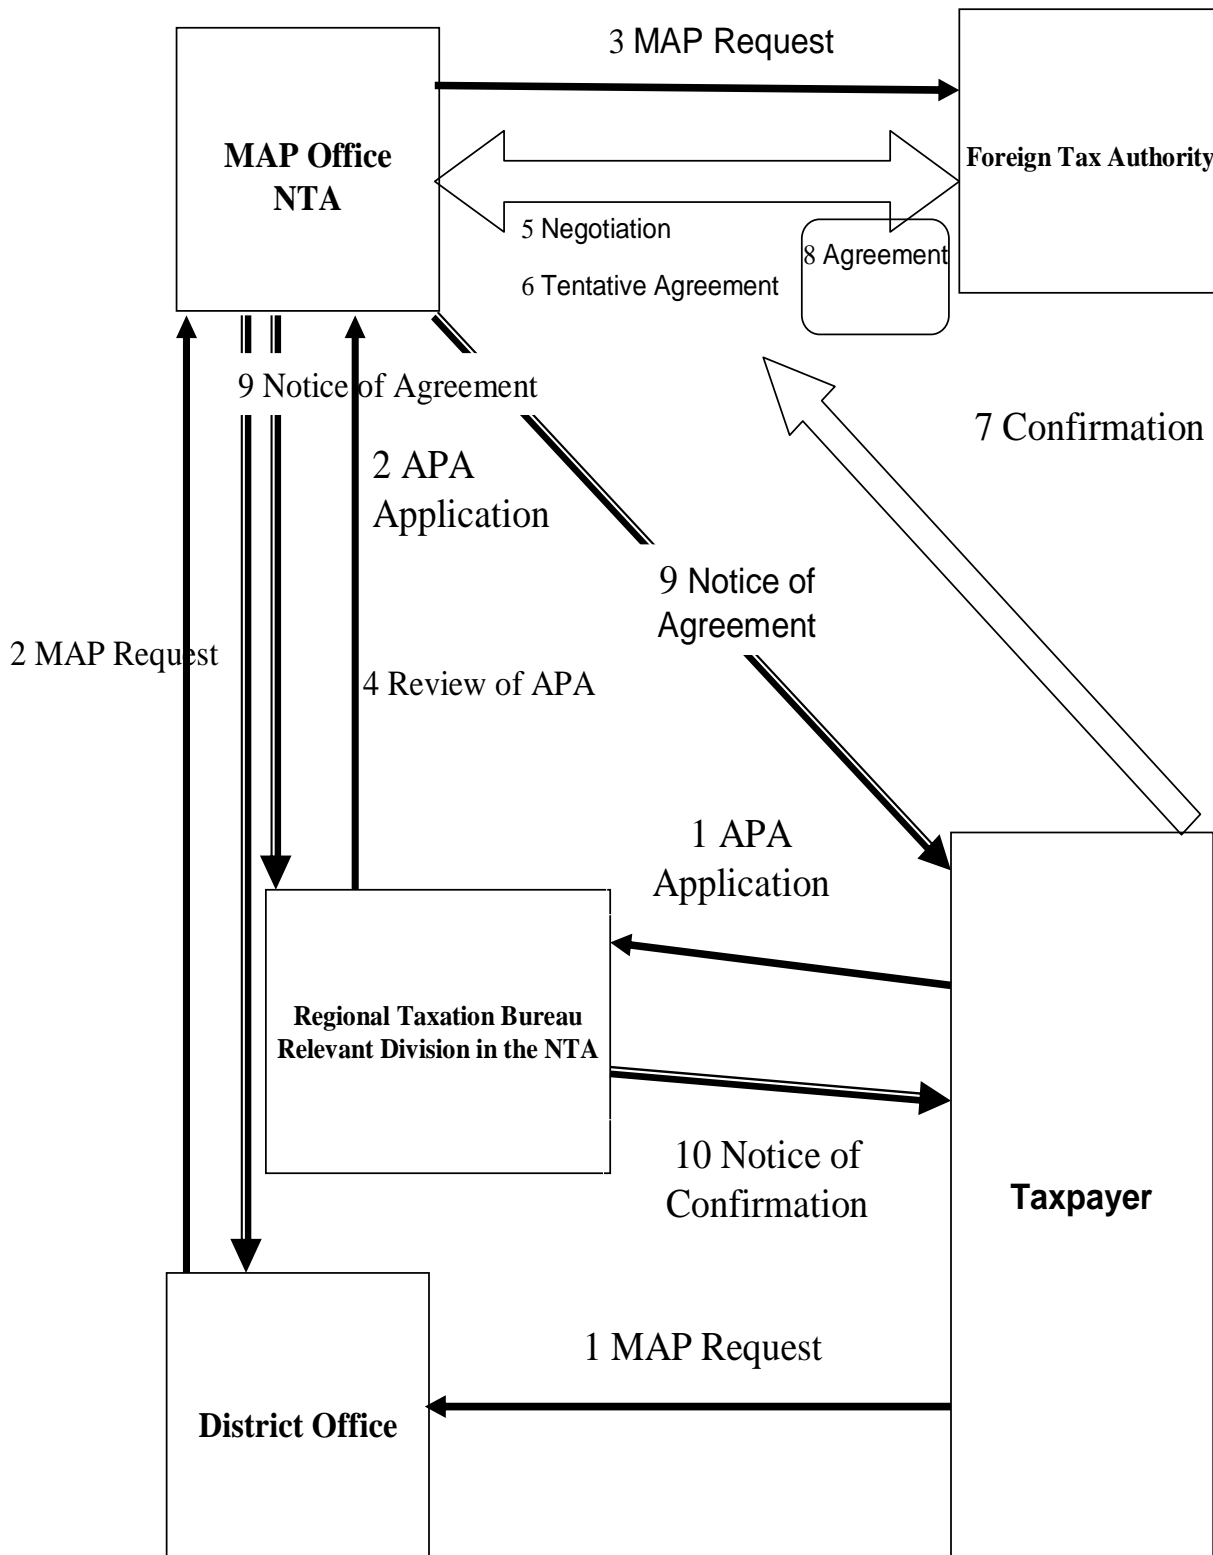 3 MAP Request
MAP Office
NTA
Foreign Tax Authority
5 Negotiation
8 Agreement
6 Tentative Agreement
9 Notice of Agreement
7 Confirmation
2 APA
Application
9 Notice of
Agreement
2 MAP Request
4 Review of APA
1 APA
Application
Regional Taxation Bureau
Relevant Division in the NTA
10 Notice of
Confirmation
Taxpayer
1 MAP Request
District Office